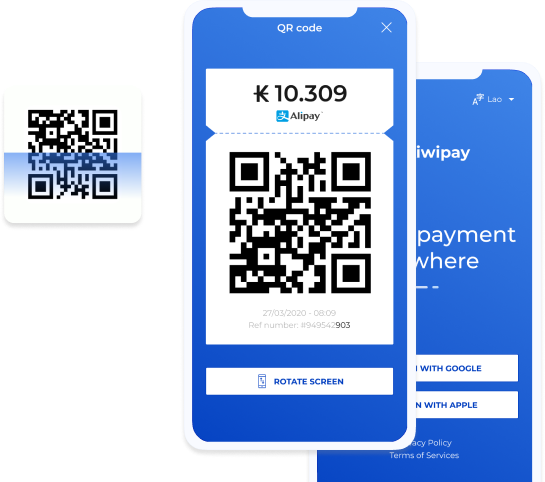 QR code
₭ 10.309
Alipay
27/03/2020 - 08:09
Ref number: #949542903
ROTATE SCREEN
Lao
iwipay
payment
where
WITH GOOGLE
N WITH APPLE
acy Policy
Terms of Services